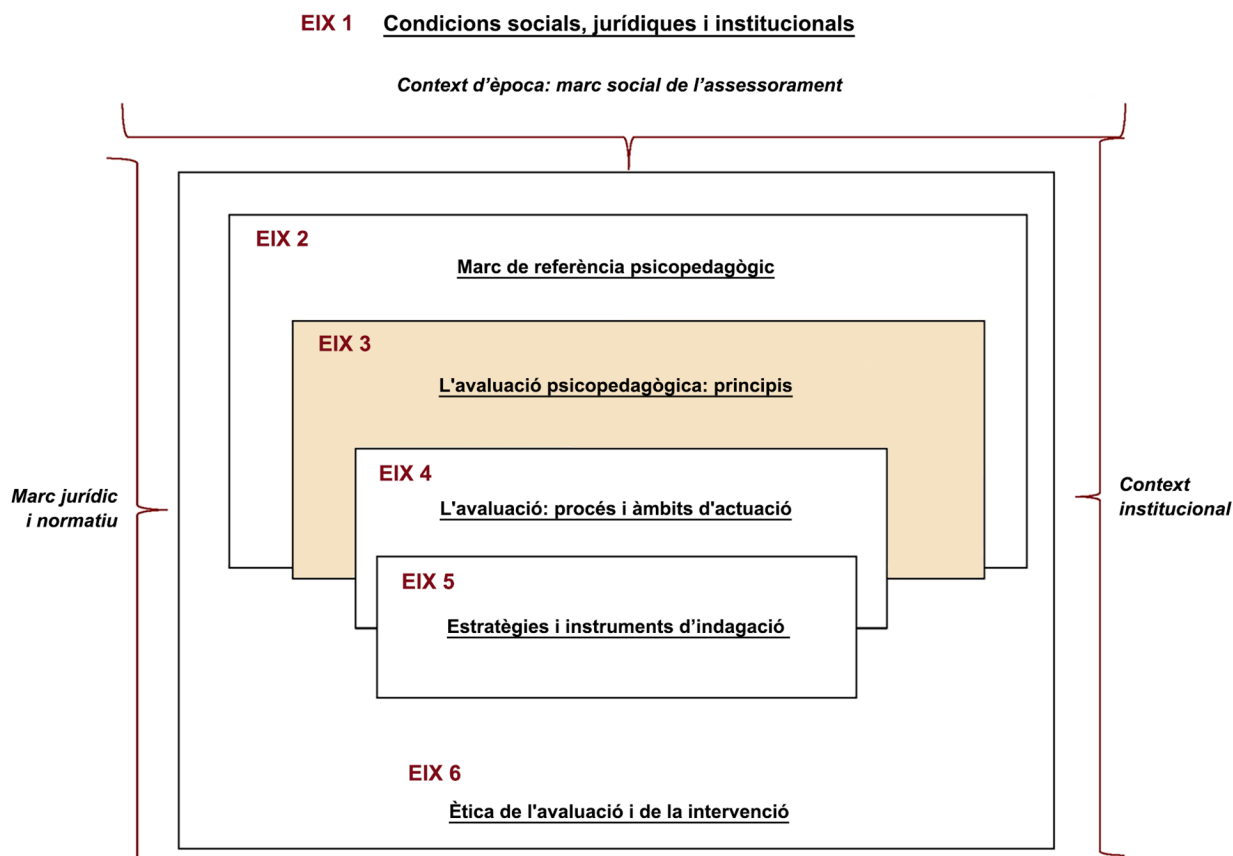 EIX 1 Condicions socials, jurídiques i institucionals
Context d’època: marc social de l’assessorament
EIX 2
Marc de referència psicopedagògic
EIX 3
L'avaluació psicopedagògica: principis
EIX 4
L'avaluació: procés i àmbits d'actuació
Marc jurídic
i normatiu
Context
institucional
EIX 5
Estratègies i instruments d’indagació
EIX 6
Ètica de l'avaluació i de la intervenció